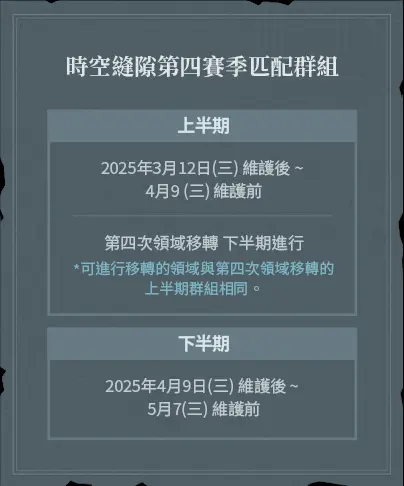 時空縫隙第四賽季匹配群組
上半期
2025年3月12日(三) 維護後 ~
4月9 (三) 維護前
第四次領域移轉 下半期進行
*可進行移轉的領域與第四次領域移轉的
上半期群組相同。
下半期
2025年4月9日(三) 維護後 ~
5月7(三) 維護前